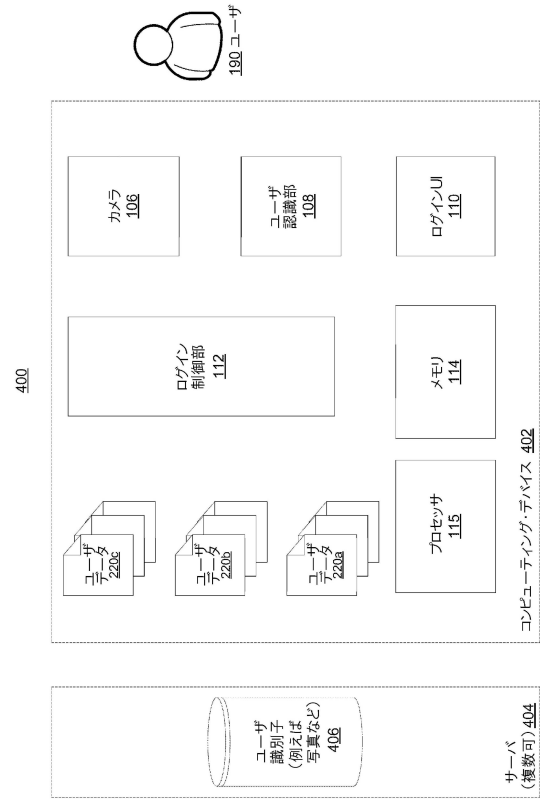 400
190 ユーザ
カメラ
106
ユーザ
認識部
108
ログインUI
110
ログイン
制御部
112
メモリ
114
プロセッサ
115
ユーザ
データ
220c
ユーザ
データ
220b
ユーザ
データ
220a
コンピューティング・デバイス 402
ユーザ
識別子
(例えば
写真など)
406
サーバ
(複数可) 404